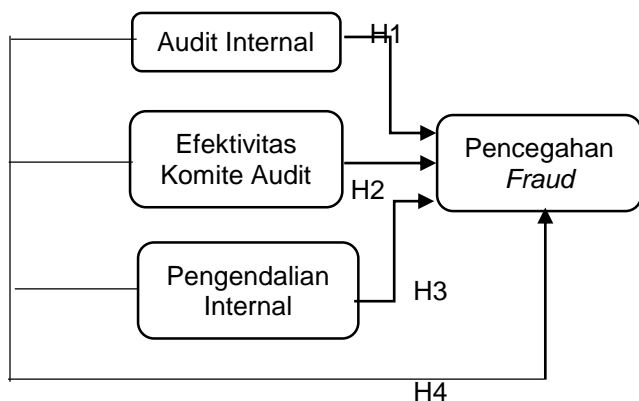 Audit Internal
H1
Efektivitas
Komite Audit
H2
Pengendalian
Internal
H3
Pencegahan
Fraud
H4